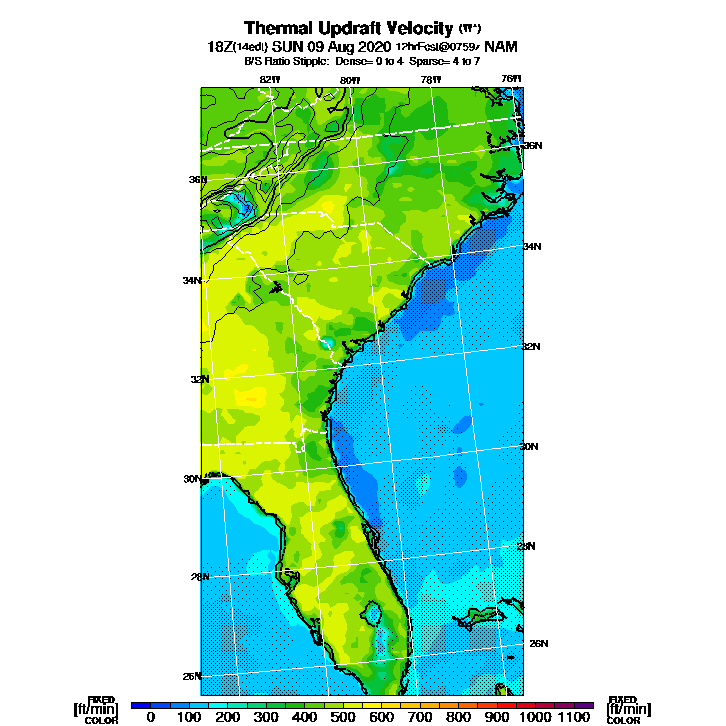 Thermal Updraft Velocity (W*)
18Z(14edt) SUN 09 Aug 2020 12hrFcst@0759z NAM
B/S Ratio Stipple: Dense= 0 to 4 Sparse= 4 to 7
82W 80W 78W 76W
36N
36N
34N
34N
32N
32N
30N
30N
28N
28N
26N
26N
FIXED [ft/min] COLOR
0 100 200 300 400 500 600 700 800 900 1000 1100
FIXED [ft/min] COLOR